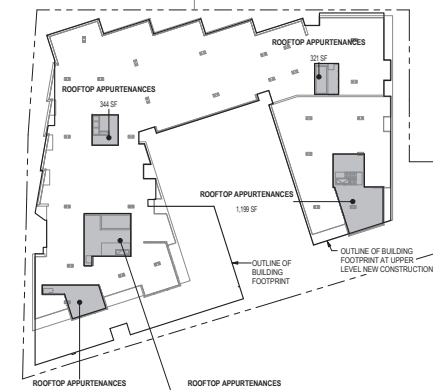 ROOFTOP APPURTENANCES
321 SF
ROOFTOP APPURTENANCES
344 SF
ROOFTOP APPURTENANCES
1,199 SF
OUTLINE OF BUILDING
FOOTPRINT AT UPPER
LEVEL NEW CONSTRUCTION
OUTLINE OF
BUILDING
FOOTPRINT
ROOFTOP APPURTENANCES
ROOFTOP APPURTENANCES